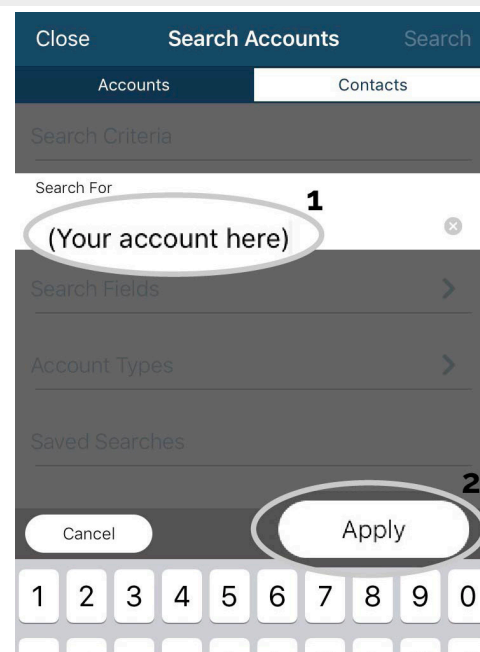 Close Search Accounts Search
Accounts Contacts
Search Criteria
Search For
1
(Your account here)
Search Fields
Account Types
Saved Searches
2
Cancel Apply
1 2 3 4 5 6 7 8 9 0